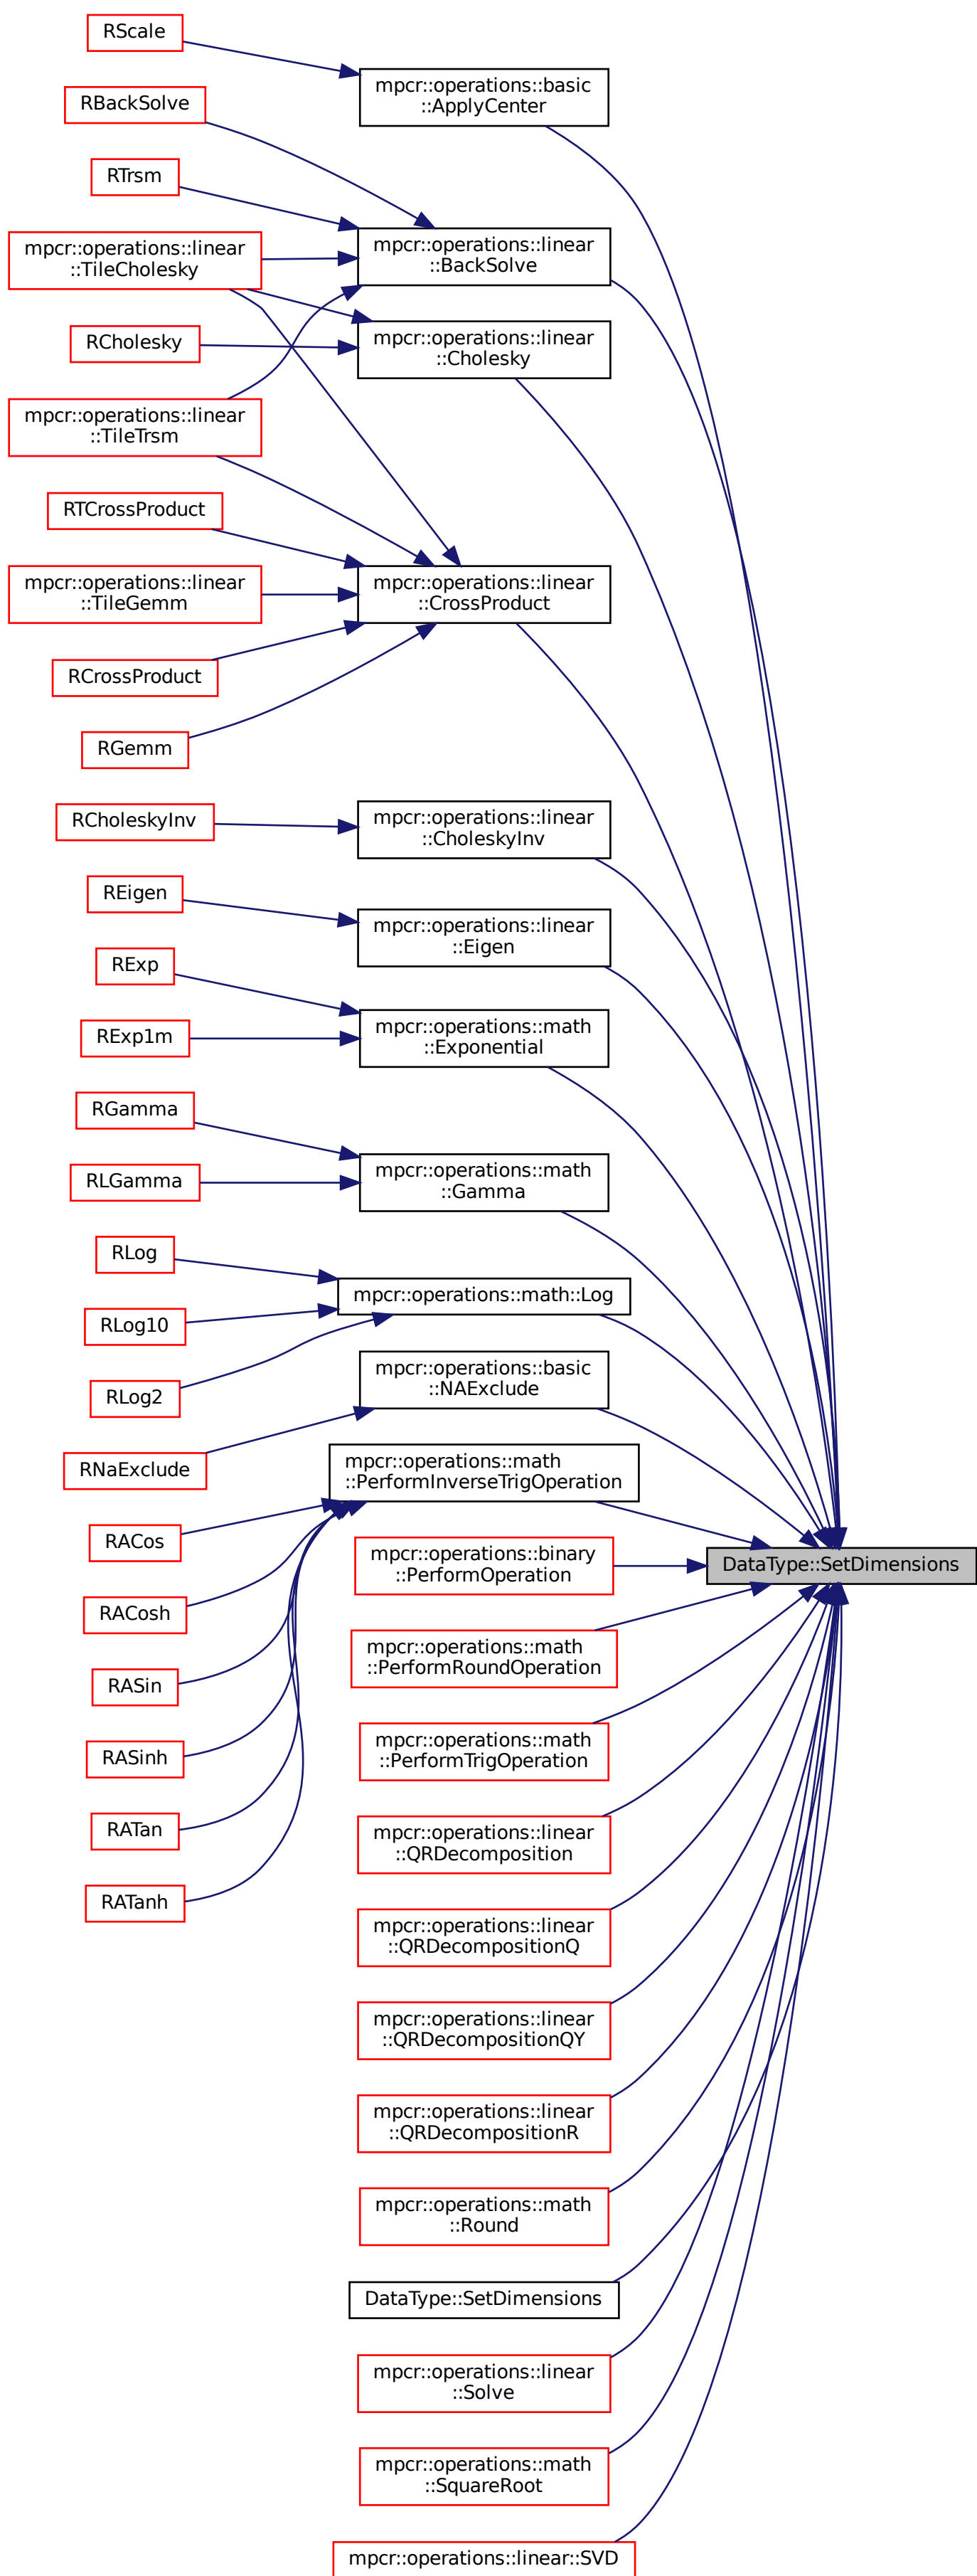 RScale
mpcr::operations::basic
::ApplyCenter
RBackSolve
RTrsm
mpcr::operations::linear
::TileCholesky
mpcr::operations::linear
::BackSolve
RCholesky
mpcr::operations::linear
::Cholesky
mpcr::operations::linear
::TileTrsm
RTCrossProduct
mpcr::operations::linear
::TileGemm
mpcr::operations::linear
::CrossProduct
RCrossProduct
RGemm
RCholeskyInv
mpcr::operations::linear
::CholeskyInv
REigen
mpcr::operations::linear
::Eigen
RExp
RExp1m
mpcr::operations::math
::Exponential
RGamma
RLGamma
mpcr::operations::math
::Gamma
RLog
mpcr::operations::math::Log
RLog10
RLog2
mpcr::operations::basic
::NAExclude
RNaExclude
mpcr::operations::math
::PerformInverseTrigOperation
RACos
RACosh
RASin
RASinh
RATan
RATanh
mpcr::operations::binary
::PerformOperation
DataType::SetDimensions
mpcr::operations::math
::PerformRoundOperation
mpcr::operations::math
::PerformTrigOperation
mpcr::operations::linear
::QRDecomposition
mpcr::operations::linear
::QRDecompositionQ
mpcr::operations::linear
::QRDecompositionQY
mpcr::operations::linear
::QRDecompositionR
mpcr::operations::math
::Round
DataType::SetDimensions
mpcr::operations::linear
::Solve
mpcr::operations::math
::SquareRoot
mpcr::operations::linear::SVD